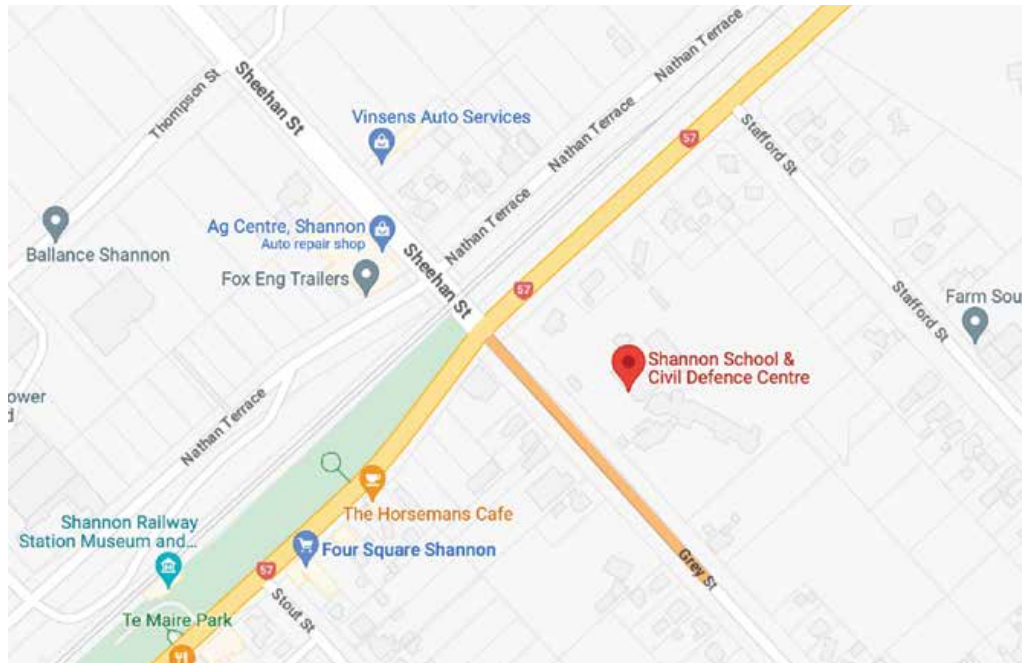 Nathan Terrace
Thompson St
Sheehan St
Vinsens Auto Services
Nathan Terrace
57
Stafford St
Ag Centre, Shannon
Auto repair shop
Nathan Terrace
Ballance Shannon
Fox Eng Trailers
Sheehan St
57
Stafford St
Farm Sou
Shannon School &
Civil Defence Centre
ower
d
Nathan Terrace
The Horsemans Cafe
Shannon Railway
Station Museum and...
Four Square Shannon
Grey St
57
Stout St
Te Maire Park